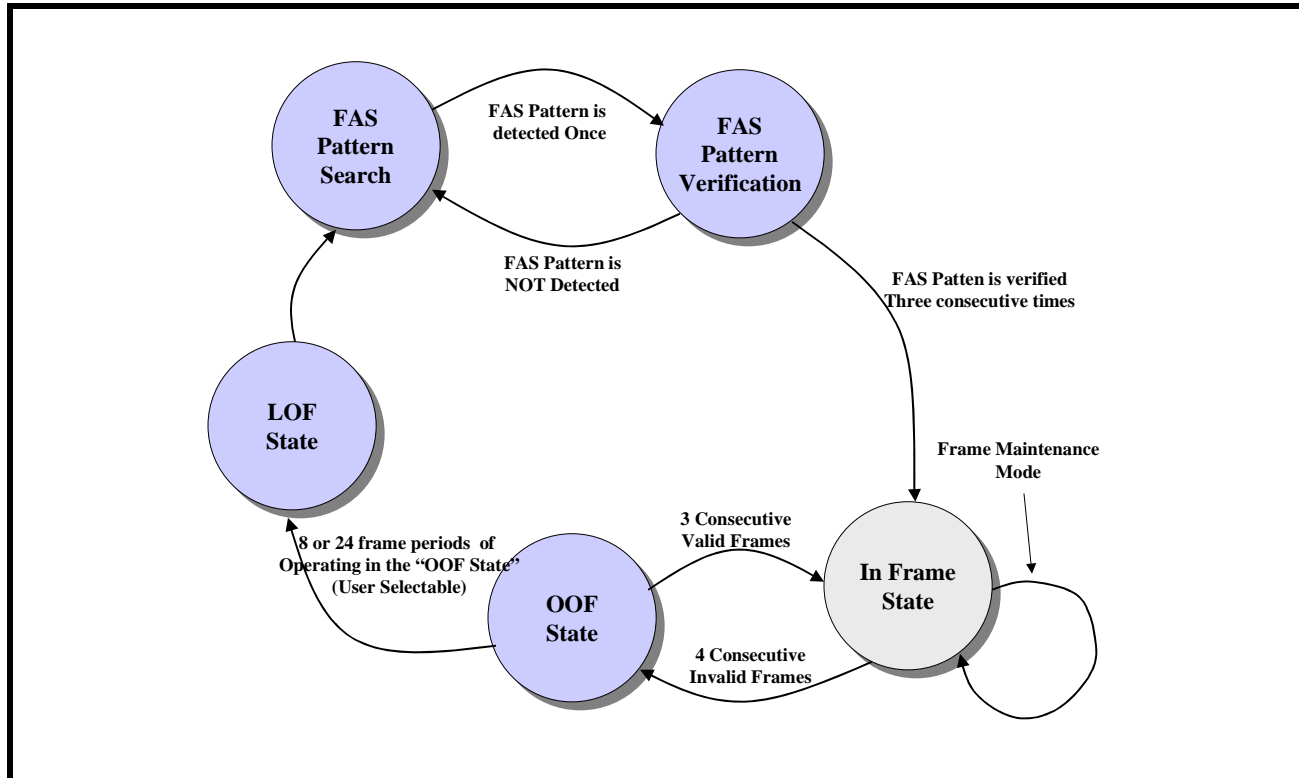 FAS
Pattern
Search
FAS Pattern is
detected Once
FAS
Pattern
Verification
FAS Pattern is
NOT Detected
FAS Patten is verified
Three consecutive times
LOF
State
Frame Maintenance
Mode
3 Consecutive
Valid Frames
8 or 24 frame periods of
Operating in the “OOF State”
(User Selectable)
In Frame
State
OOF
State
4 Consecutive
Invalid Frames